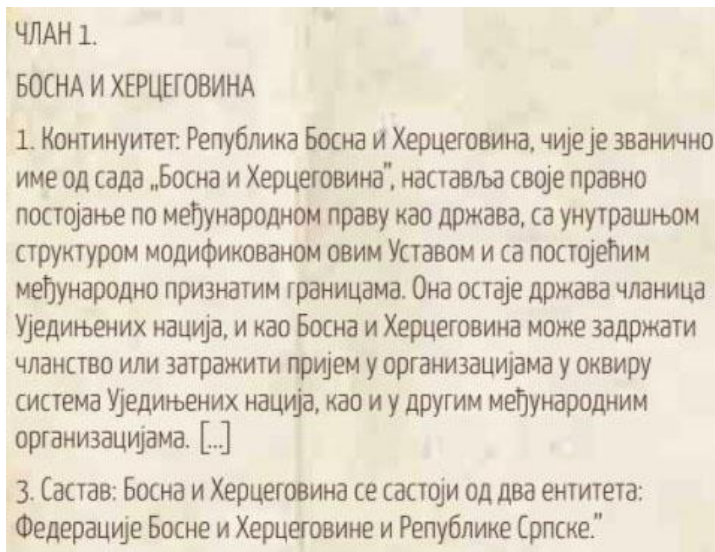 ЧЛАН 1.
БОСНА И ХЕРЦЕГОВИНА
1. Континуитет: Република Босна и Херцеговина, чије је званично
име од сада „Босна и Херцеговина”, наставља своје правно
постојање по међународном праву као држава, са унутрашњом
структуром модификованом овим Уставом и са постојећим
међународно признатим границама. Она остаје држава чланица
Уједињених нација, и као Босна и Херцеговина може задржати
чланство или затражити пријем у организацијама у оквиру
система Уједињених нација, као и у другим међународним
организацијама. [...]
3. Састав: Босна и Херцеговина се састоји од два ентитета:
Федерације Босне и Херцеговине и Републике Српске.”